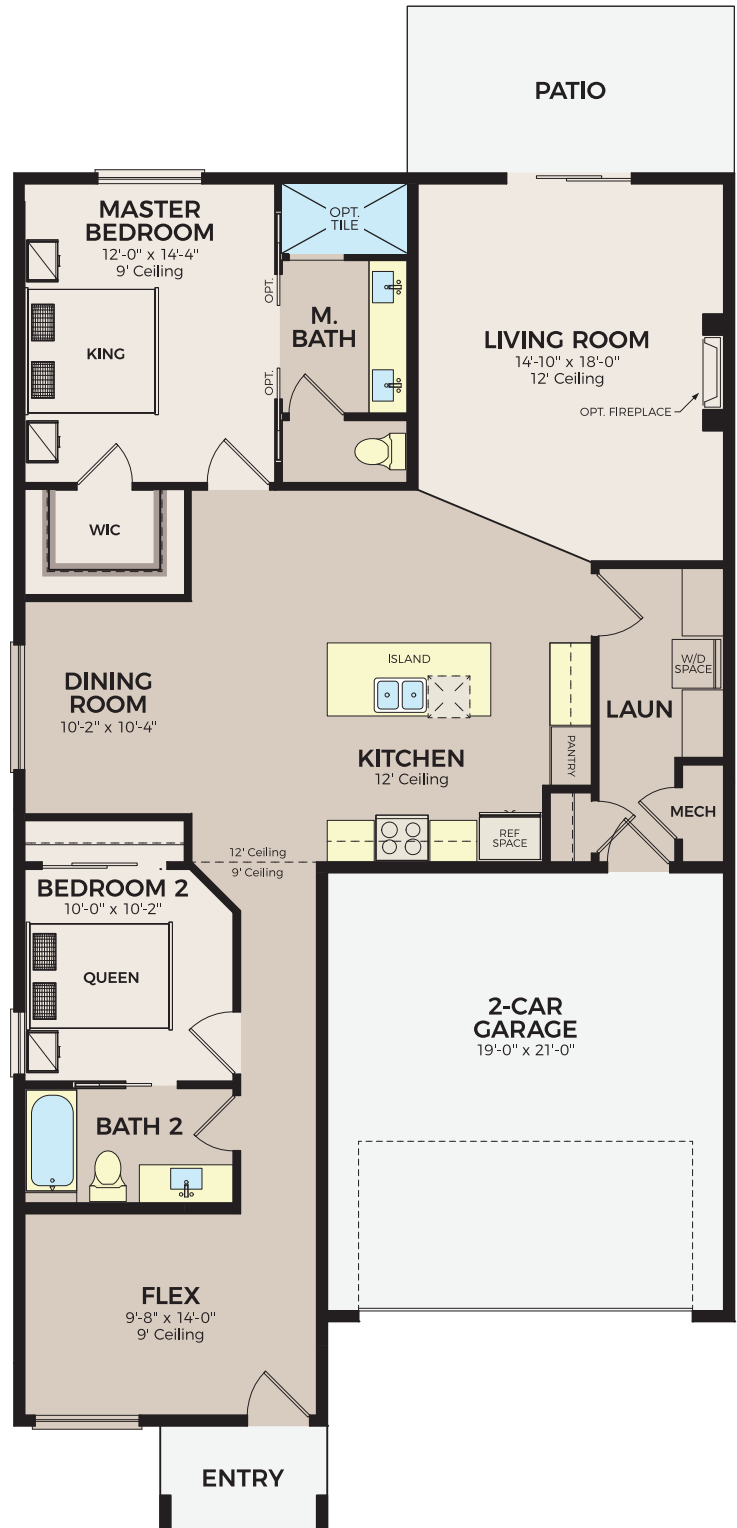 PATIO
MASTER
BEDROOM
12'-0" x 14'-4"
9' Ceiling
KING
OPT.
OPT.
OPT.
TILE
M.
BATH
LIVING ROOM
14'-10" x 18'-0"
12' Ceiling
OPT. FIREPLACE
WIC
DINING
ROOM
10'-2" x 10'-4"
ISLAND
KITCHEN
12' Ceiling
PANTRY
REF
SPACE
LAUN
W/D
SPACE
MECH
12' Ceiling
9' Ceiling
BEDROOM 2
10'-0" x 10'-2"
QUEEN
2-CAR
GARAGE
19'-0" x 21'-0"
BATH 2
FLEX
9'-8" x 14'-0"
9' Ceiling
ENTRY